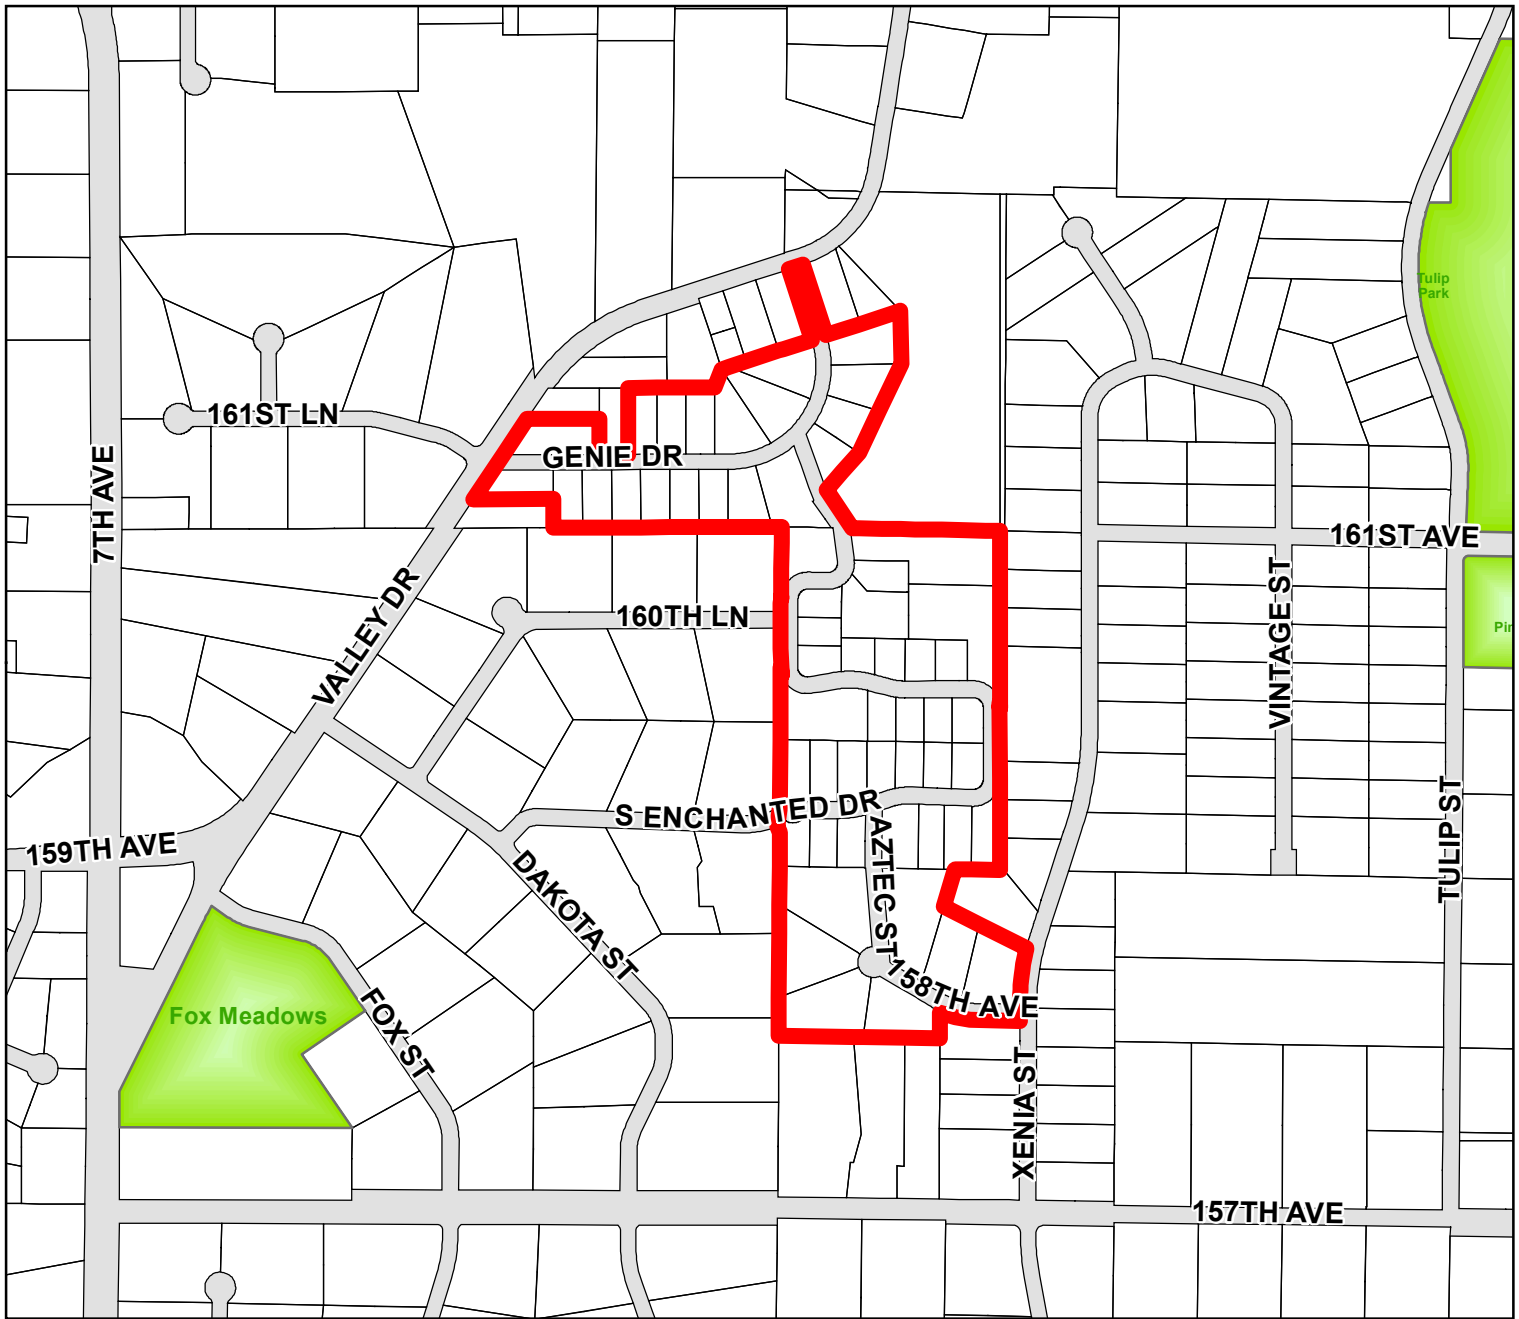 Tulip
Park
161ST LN
GENIE DR
7TH AVE
161ST AVE
VALLEY DR
160TH LN
VINTAGE ST
Pin
S ENCHANTED DR
TULIP ST
159TH AVE
AZTEC ST
DAKOTA ST
158TH AVE
Fox Meadows
FOX ST
XENIA ST
157TH AVE